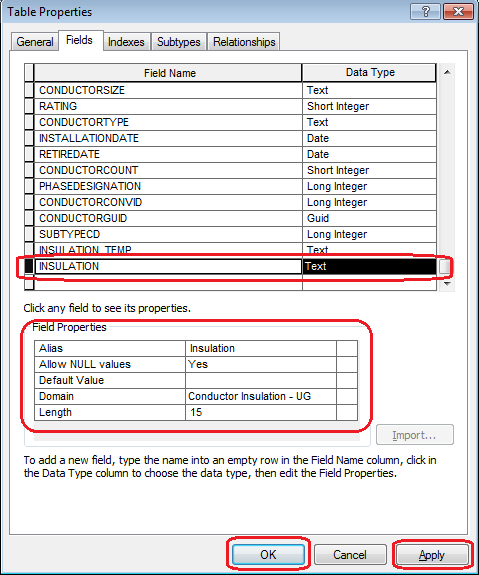 Table Properties
General Fields Indexes Subtypes Relationships
Field Name Data Type
CONDUCTORSIZE Text
RATING Short Integer
CONDUCTORTYPE Text
INSTALLATIONDATE Date
RETIREDATE Date
CONDUCTORCOUNT Short Integer
PHASEDESIGNATION Long Integer
CONDUCTORCONVID Long Integer
CONDUCTORGUID Guid
SUBTYPECD Long Integer
INSULATION_TEMP Text
INSULATION Text
Click any field to see its properties.
Field Properties
Alias Insulation
Allow NULL values Yes
Default Value
Domain Conductor Insulation - UG
Length 15
Import...
To add a new field, type the name into an empty row in the Field Name column, click in
the Data Type column to choose the data type, then edit the Field Properties.
OK Cancel Apply